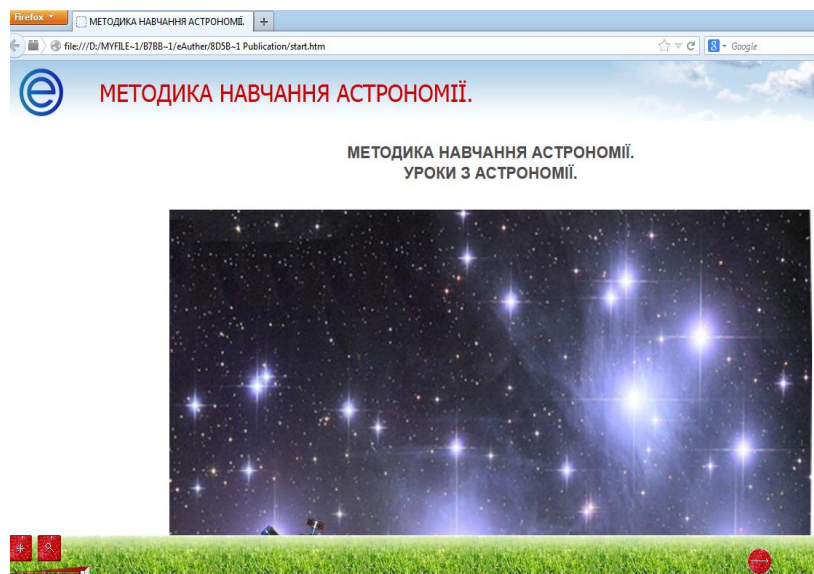 Firefox
МЕТОДИКА НАВЧАННЯ АСТРОНОМІЇ.
file:///D:/MYFILE~1/B7BB~1/eAuther/8D5B~1 Publication/start.htm
Google
МЕТОДИКА НАВЧАННЯ АСТРОНОМІЇ.
МЕТОДИКА НАВЧАННЯ АСТРОНОМІЇ.
УРОКИ З АСТРОНОМІЇ.